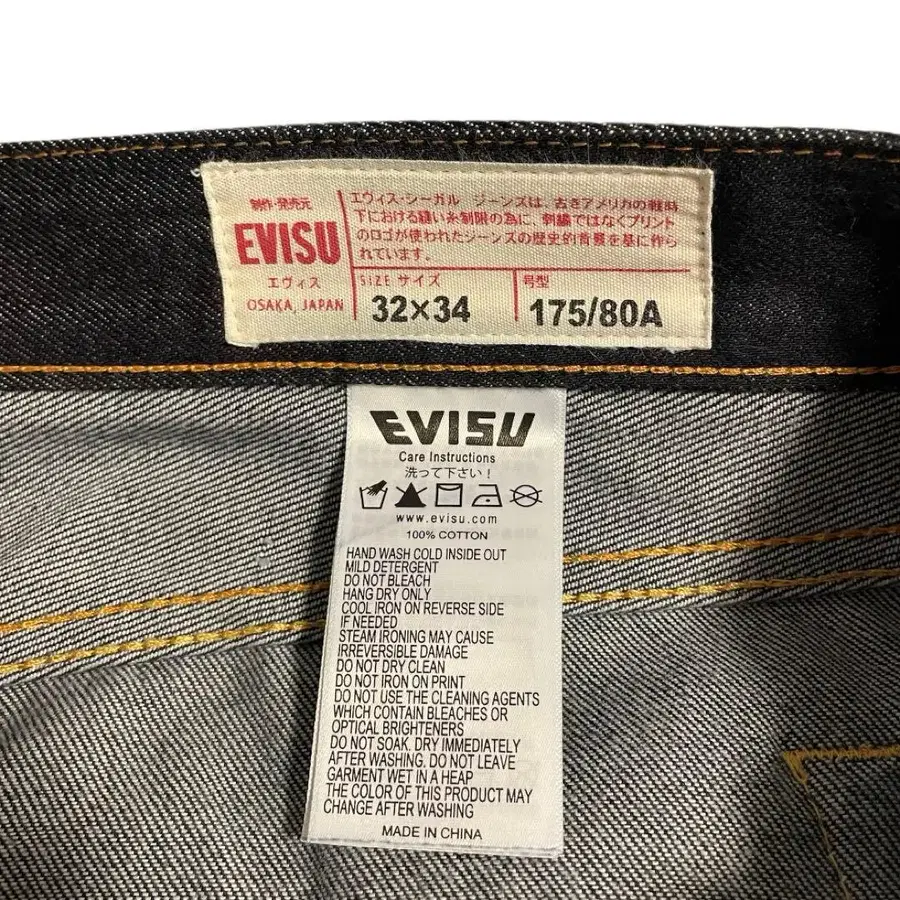 制作・発売元
EVISU
エヴィス
OSAKA, JAPAN
エヴィス・シーガル ジーンズは、古きアメリカの戦時
下における縫い糸制限の為に、刺繍ではなくプリント
のロゴが使われたジーンズの歴史的背景を基に作ら
れています。
SIZE サイズ
32×34
号型
175/80A
EVISU
Care Instructions
洗って下さい!
www.evisu.com
100% COTTON
HAND WASH COLD INSIDE OUT
MILD DETERGENT
DO NOT BLEACH
HANG DRY ONLY
COOL IRON ON REVERSE SIDE
IF NEEDED
STEAM IRONING MAY CAUSE
IRREVERSIBLE DAMAGE
DO NOT DRY CLEAN
DO NOT IRON ON PRINT
DO NOT USE THE CLEANING AGENTS
WHICH CONTAIN BLEACHES OR
OPTICAL BRIGHTENERS
DO NOT SOAK. DRY IMMEDIATELY
AFTER WASHING. DO NOT LEAVE
GARMENT WET IN A HEAP
THE COLOR OF THIS PRODUCT MAY
CHANGE AFTER WASHING
MADE IN CHINA